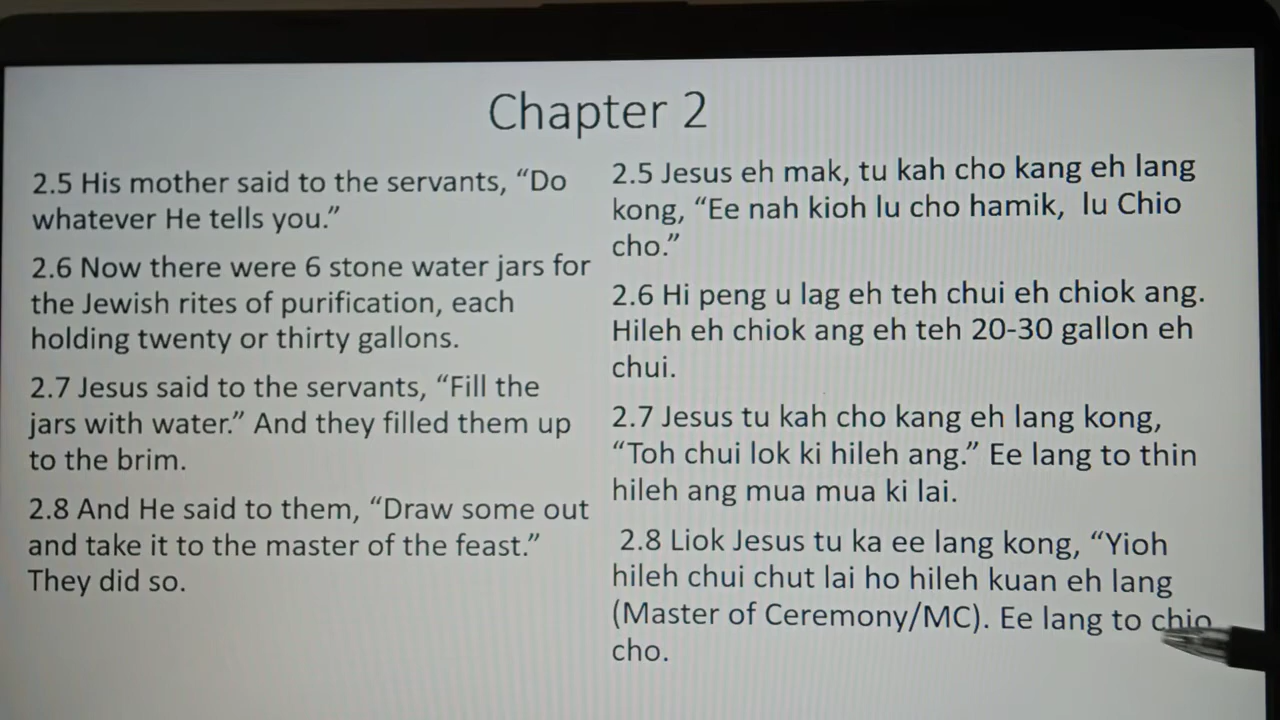 Chapter 2
2.5 His mother said to the servants, “Do
whatever He tells you.”
2.6 Now there were 6 stone water jars for
the Jewish rites of purification, each
holding twenty or thirty gallons.
2.7 Jesus said to the servants, “Fill the
jars with water.” And they filled them up
to the brim.
2.8 And He said to them, “Draw some out
and take it to the master of the feast.”
They did so.
2.5 Jesus eh mak, tu kah cho kang eh lang
kong, “Ee nah kioh lu cho hamik,  lu Chio
cho.”
2.6 Hi peng u lag eh teh chui eh chiok ang.
Hileh eh chiok ang eh teh 20-30 gallon eh
chui.
2.7 Jesus tu kah cho kang eh lang kong,
“Toh chui lok ki hileh ang.” Ee lang to thin
hileh ang mua mua ki lai.
2.8 Liok Jesus tu ka ee lang kong, “Yioh
hileh chui chut lai ho hileh kuan eh lang
(Master of Ceremony/MC). Ee lang to chio
cho.